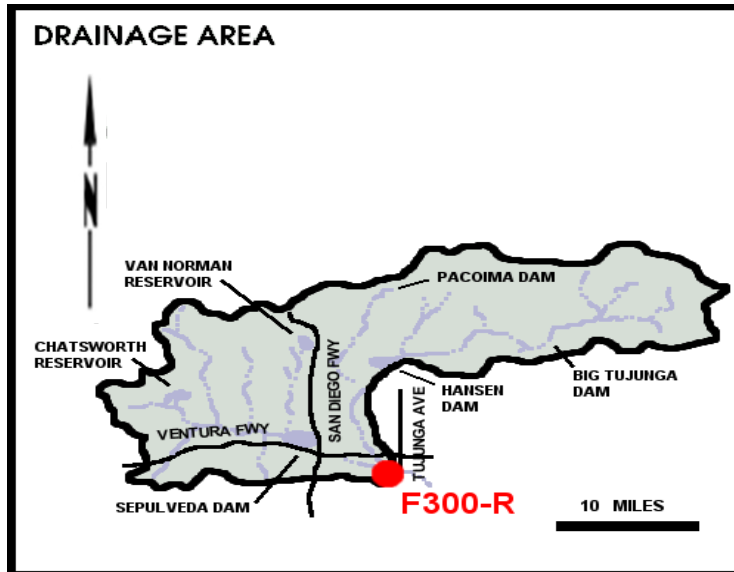 DRAINAGE AREA
N
VAN NORMAN
RESERVOIR
PACOIMA DAM
CHATSWORTH
RESERVOIR
SAN DIEGO FWY
HANSEN
DAM
BIG TUJUNGA
DAM
TUJUNGA AVE
VENTURA FWY
SEPULVEDA DAM
F300-R
10 MILES